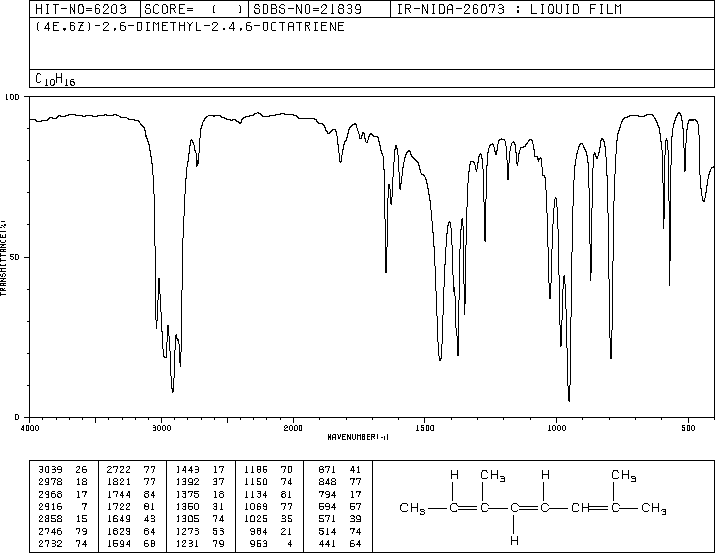 HIT-NO=6203 SCORE= ( ) SDBS-NO=21839 IR-NIDA-26073 : LIQUID FILM
(4E,6Z)-2,6-DIMETHYL-2,4,6-OCTATRIENE
C10H16
100
50
0
TRANSMITTANCE(%)
4000 3000 2000 1500 1000 500
WAVENUMBER(-1)
3039 26 2722 77 1449 17 1186 70 871 41
2978 18 1821 77 1392 37 1150 74 848 77
2968 17 1744 84 1375 18 1134 81 794 17
2916 7 1722 81 1350 31 1069 77 694 57
2858 15 1649 43 1305 74 1025 35 571 39
2746 79 1629 64 1273 53 984 21 514 74
2732 74 1594 68 1231 79 953 4 441 64
H CH3 H CH3
CH3 CH CH3
H